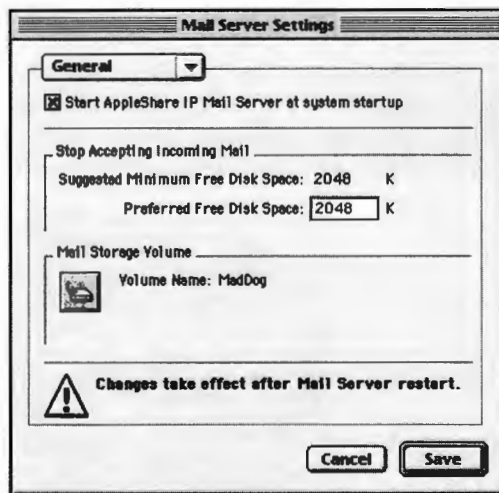 Mail Server Settings
General
Start AppleShare IP Mail Server at system startup
Stop Accepting Incoming Mail
Suggested Minimum Free Disk Space: 2048 K
Preferred Free Disk Space: 2048 K
Mail Storage Volume
Volume Name: MadDog
Changes take effect after Mail Server restart.
Cancel Save